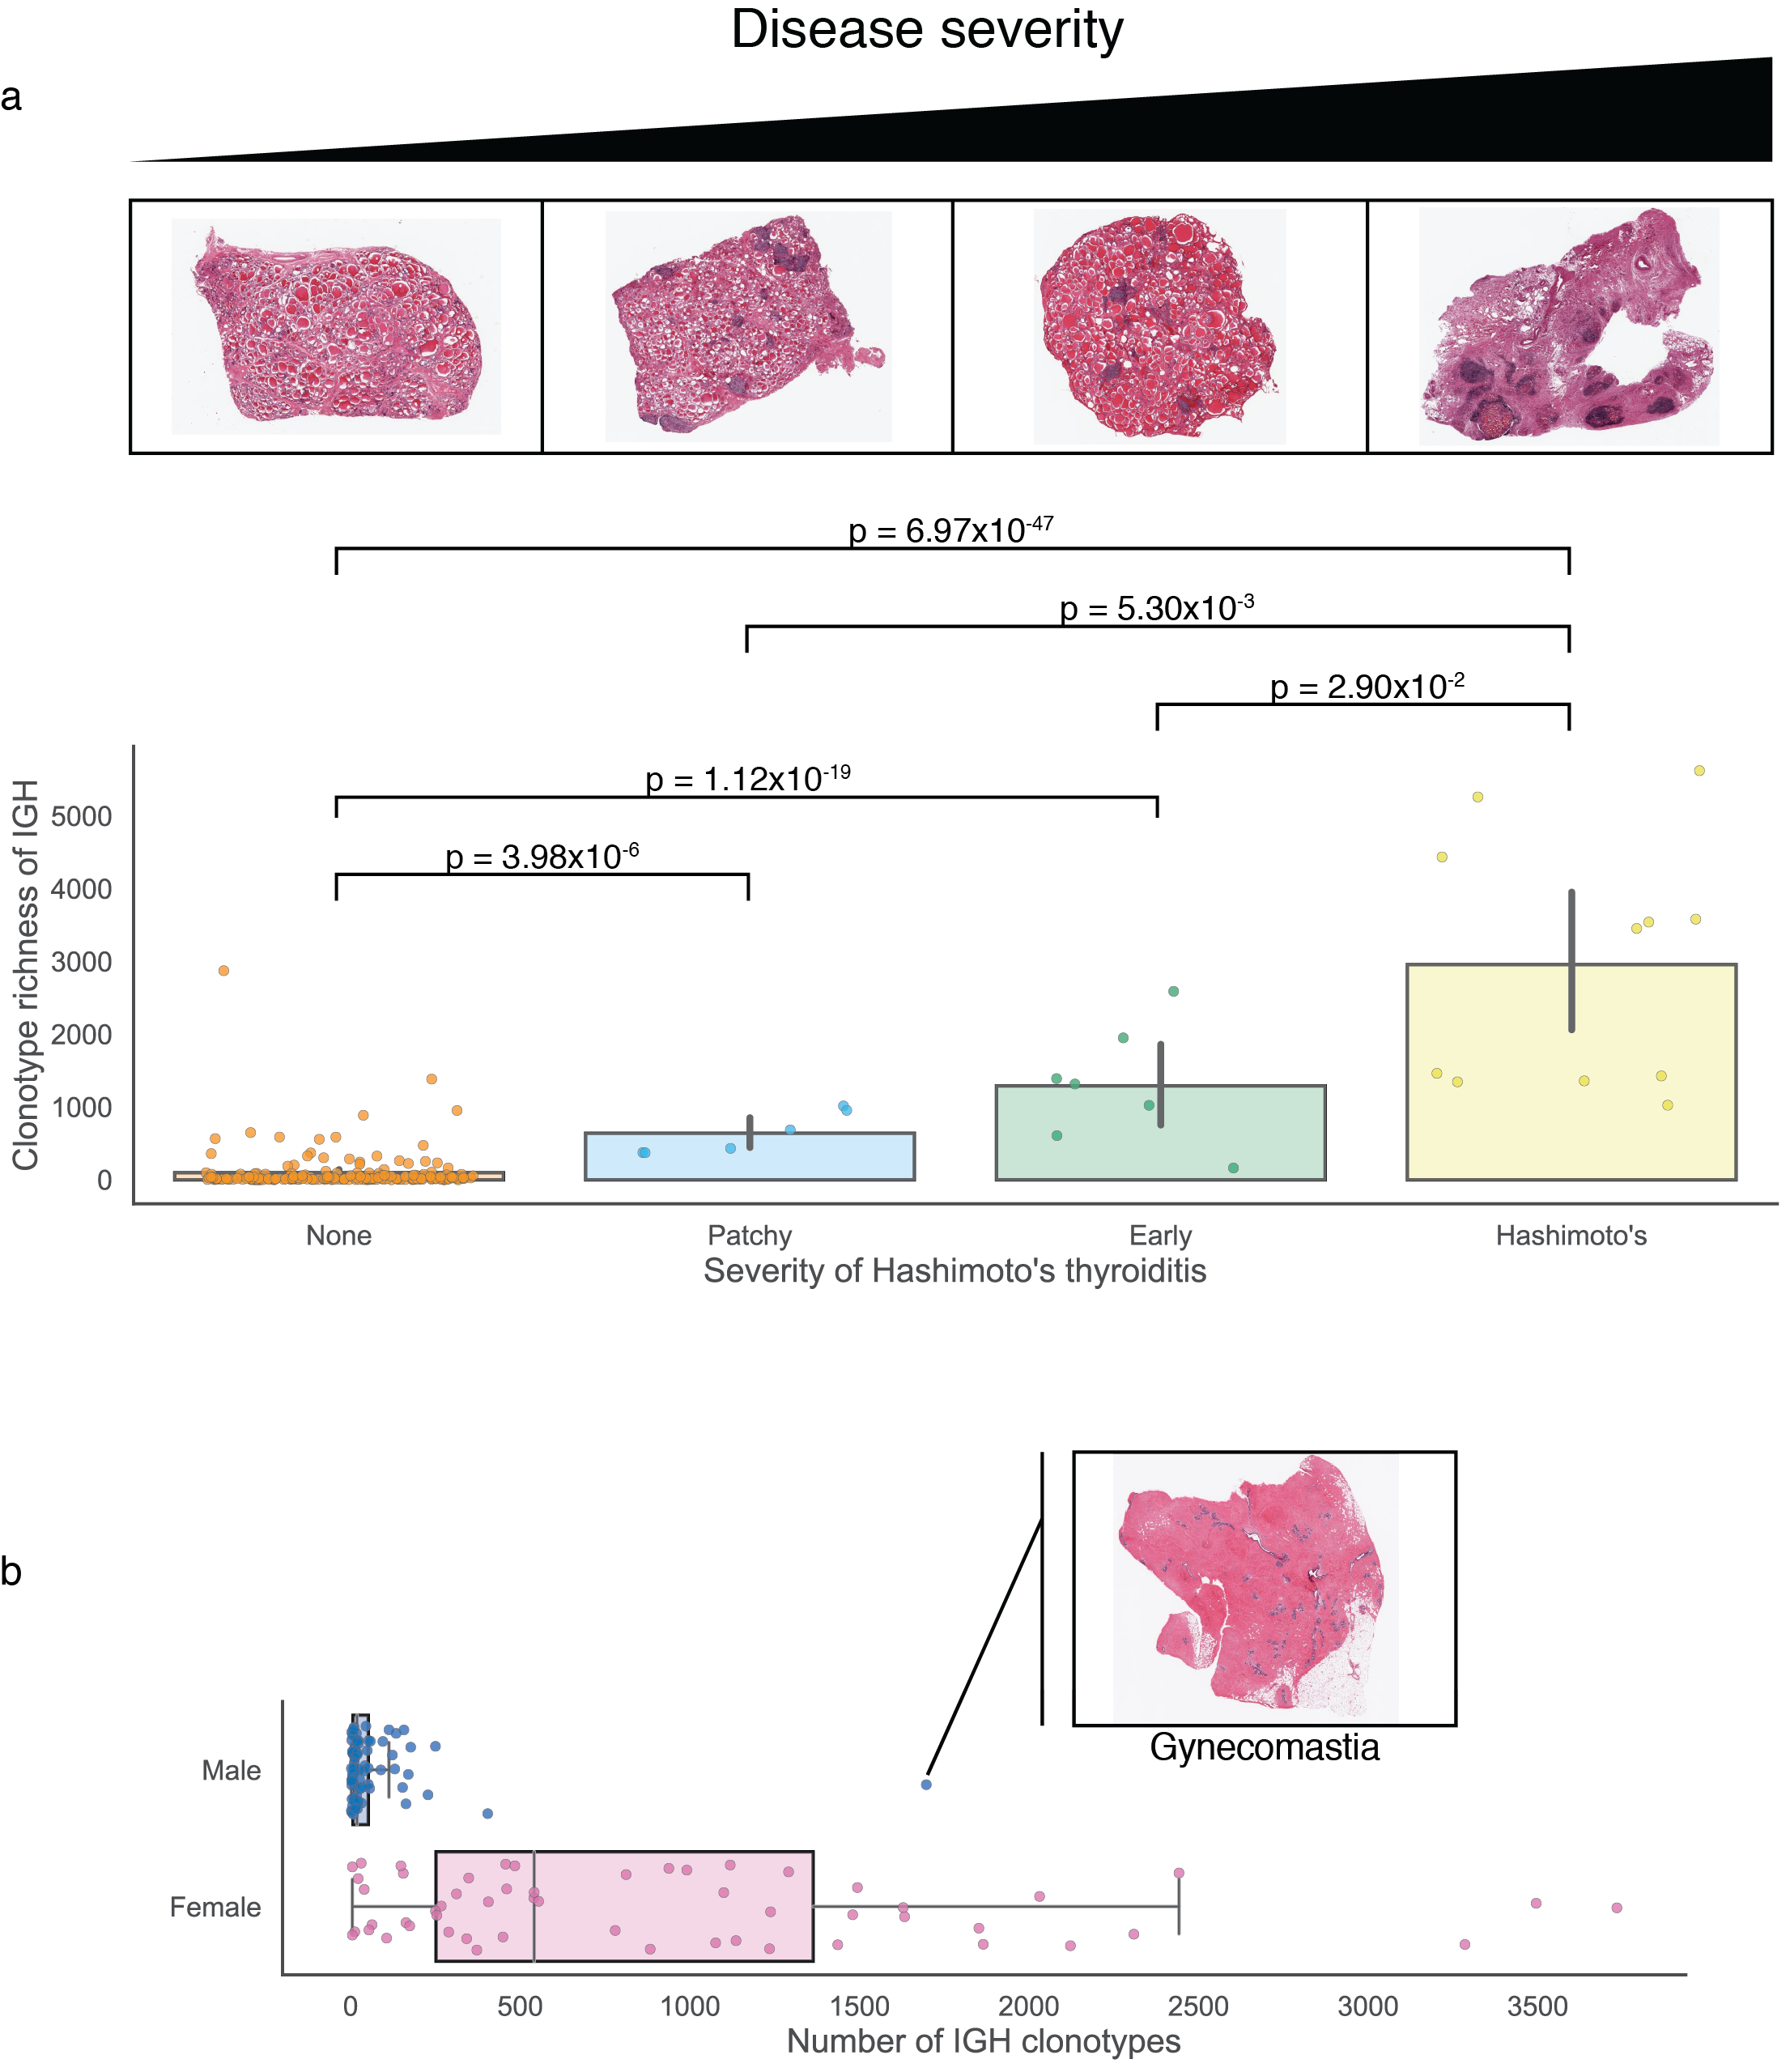 Disease severity
a
p = 6.97x10-47
p = 5.30x10-3
p = 2.90x10-2
p = 1.12x10-19
p = 3.98x10-6
Clonotype richness of IGH
5000
4000
3000
2000
1000
0
None Patchy Early Hashimoto's
Severity of Hashimoto's thyroiditis
b
Gynecomastia
Male
Female
0 500 1000 1500 2000 2500 3000 3500
Number of IGH clonotypes